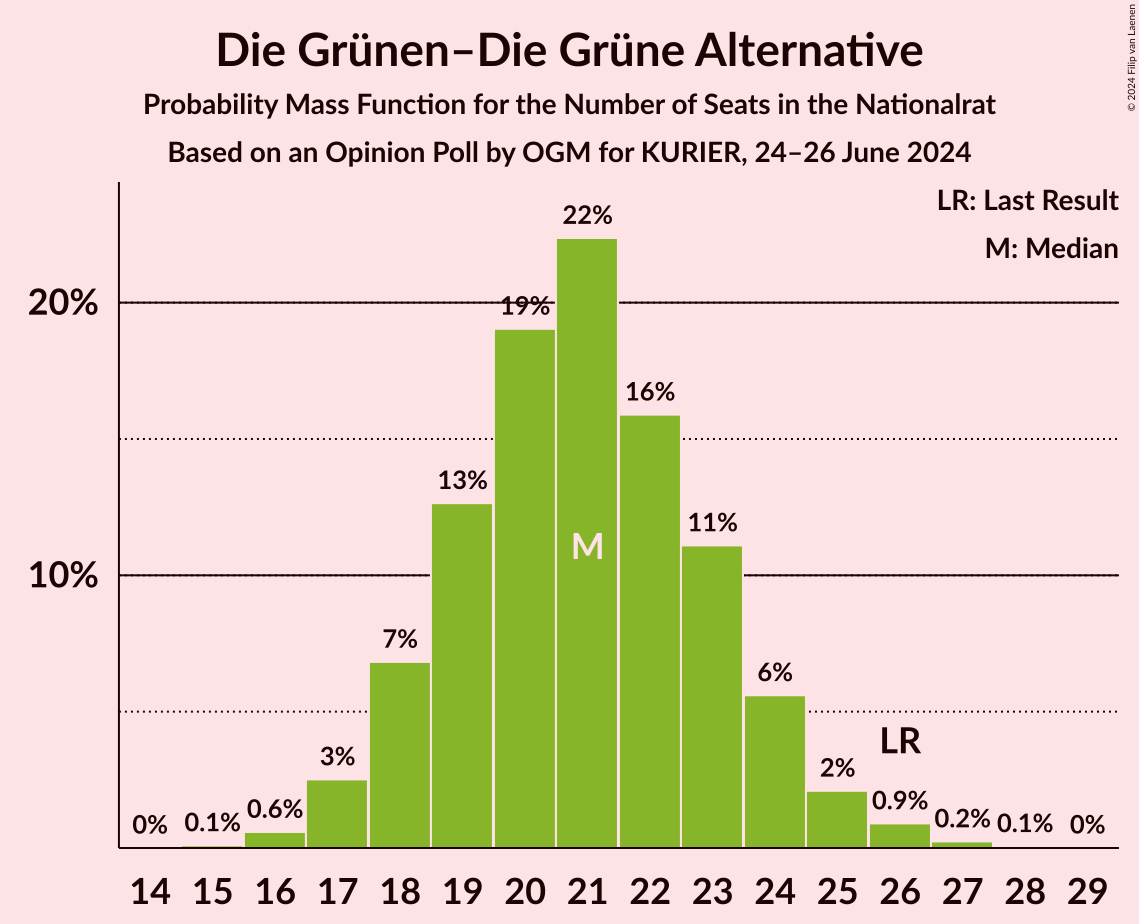 Die Grünen–Die Grüne Alternative
Probability Mass Function for the Number of Seats in the Nationalrat
Based on an Opinion Poll by OGM for KURIER, 24–26 June 2024
© 2024 Filip van Laenen
LR: Last Result
M: Median
22%
20%
19%
16%
13%
11%
M
10%
7%
6%
LR
3%
2%
0.9%
0.6%
0% 0.1% 0.2% 0.1% 0%
14 15 16 17 18 19 20 21 22 23 24 25 26 27 28 29